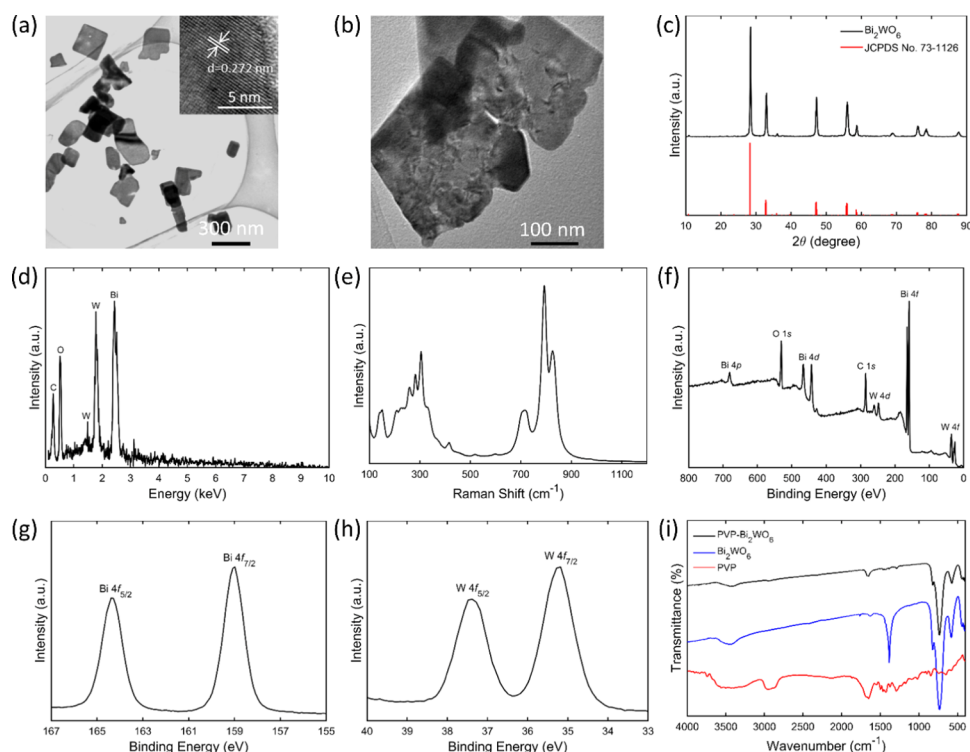 (a)
d=0.272 nm
5 nm
300 nm
(b)
100 nm
(c)
Intensity (a.u.)
Bi₂WO₆
JCPDS No. 73-1126
10 20 30 40 50 60 70 80 90
2θ (degree)
(d)
Intensity (a.u.)
C
O
W
W
Bi
0 1 2 3 4 5 6 7 8 9 10
Energy (keV)
(e)
Intensity (a.u.)
100 300 500 700 900 1100
Raman Shift (cm⁻¹)
(f)
Intensity (a.u.)
Bi 4p
O 1s
Bi 4d
C 1s
W 4d
Bi 4f
W 4f
800 700 600 500 400 300 200 100 0
Binding Energy (eV)
(g)
Intensity (a.u.)
Bi 4f₅/₂
Bi 4f₇/₂
167 165 163 161 159 157 155
Binding Energy (eV)
(h)
Intensity (a.u.)
W 4f₅/₂
W 4f₇/₂
40 39 38 37 36 35 34 33
Binding Energy (eV)
(i)
Transmittance (%)
PVP-Bi₂WO₆
Bi₂WO₆
PVP
4000 3500 3000 2500 2000 1500 1000 500
Wavenumber (cm⁻¹)